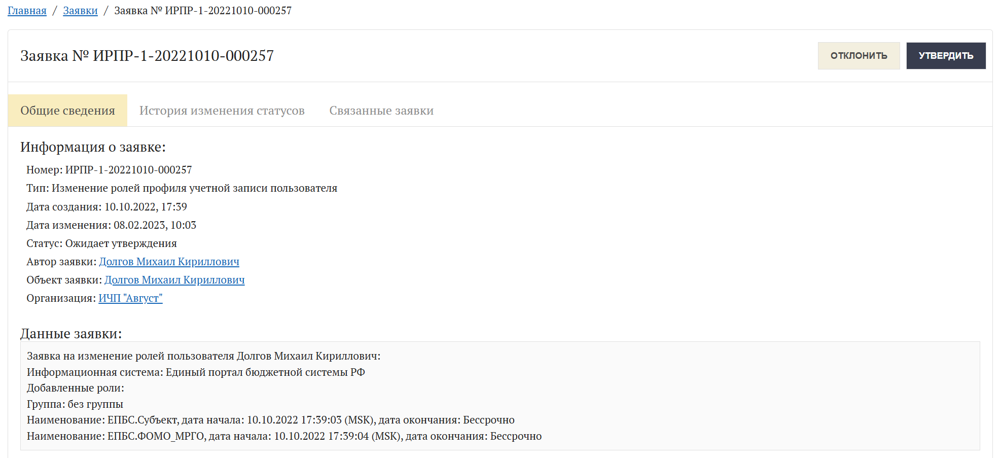 Главная / Заявки / Заявка № ИРПР-1-20221010-000257
Заявка № ИРПР-1-20221010-000257
ОТКЛОНИТЬ
УТВЕРДИТЬ
Общие сведения
История изменения статусов
Связанные заявки
Информация о заявке:
Номер: ИРПР-1-20221010-000257
Тип: Изменение ролей профиля учетной записи пользователя
Дата создания: 10.10.2022, 17:39
Дата изменения: 08.02.2023, 10:03
Статус: Ожидает утверждения
Автор заявки: Долгов Михаил Кириллович
Объект заявки: Долгов Михаил Кириллович
Организация: ИЧП "Август"
Данные заявки:
Заявка на изменение ролей пользователя Долгов Михаил Кириллович:
Информационная система: Единый портал бюджетной системы РФ
Добавленные роли:
Группа: без группы
Наименование: ЕПБС.Субъект, дата начала: 10.10.2022 17:39:03 (MSK), дата окончания: Бессрочно
Наименование: ЕПБС.ФОМО_МРГО, дата начала: 10.10.2022 17:39:04 (MSK), дата окончания: Бессрочно